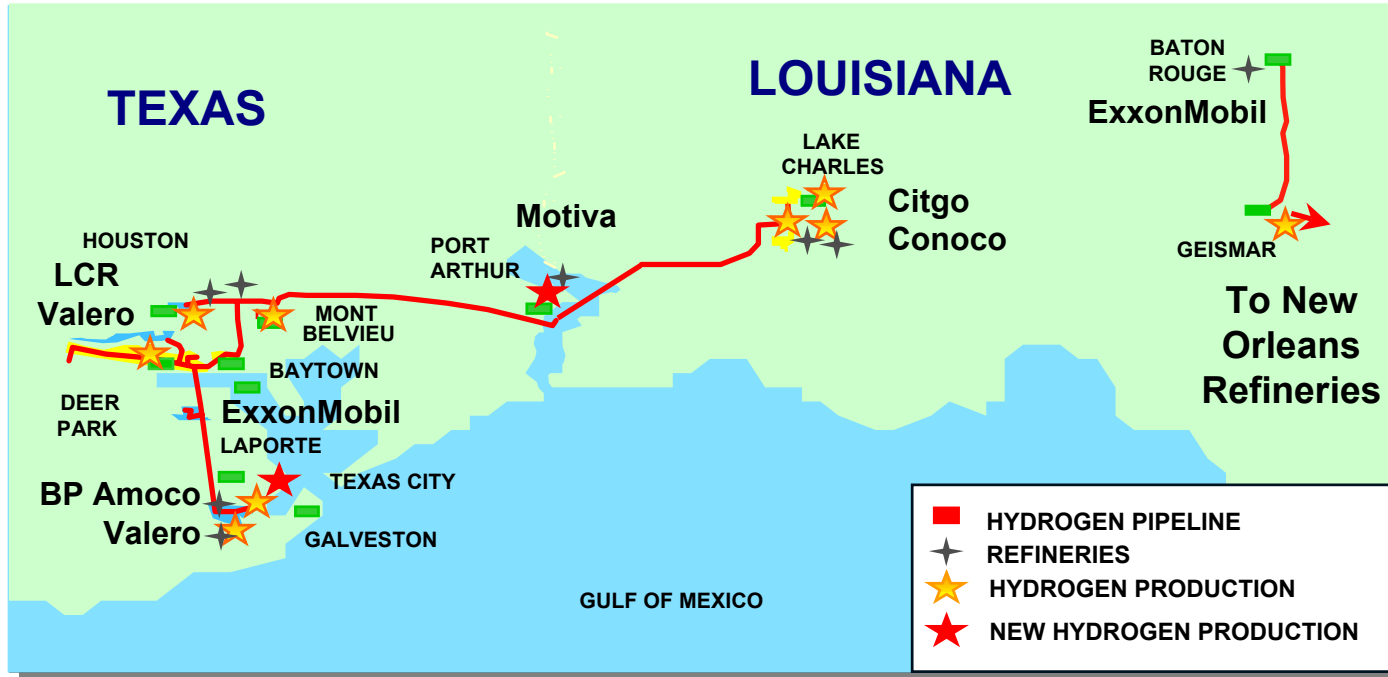 TEXAS
LOUISIANA
BATON
ROUGE
ExxonMobil
LAKE
CHARLES
Citgo
Conoco
Motiva
PORT
ARTHUR
HOUSTON
LCR
Valero
MONT
BELVIEU
BAYTOWN
DEER
PARK
ExxonMobil
LAPORTE
TEXAS CITY
BP Amoco
Valero
GALVESTON
GULF OF MEXICO
GEISMAR
To New
Orleans
Refineries
HYDROGEN PIPELINE
REFINERIES
HYDROGEN PRODUCTION
NEW HYDROGEN PRODUCTION